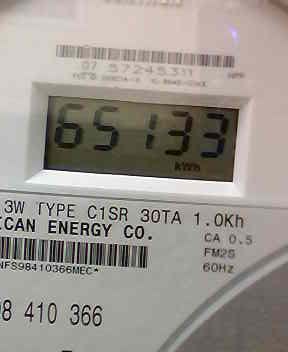 07 57245311
65133
kWh
3W TYPE C1SR 30TA 1.0Kh
ICAN ENERGY CO.
CA 0.5
NFS98410366MEC*
FM2S
60Hz
98 410 366